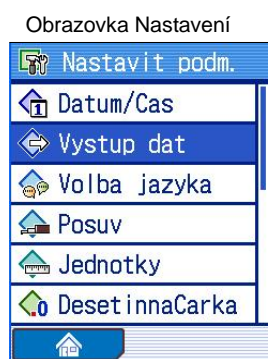 Obrazovka Nastavení
Nastavit podm.
Datum/Cas
Vystup dat
Volba jazyka
Posuv
Jednotky
DesetinnaCarka